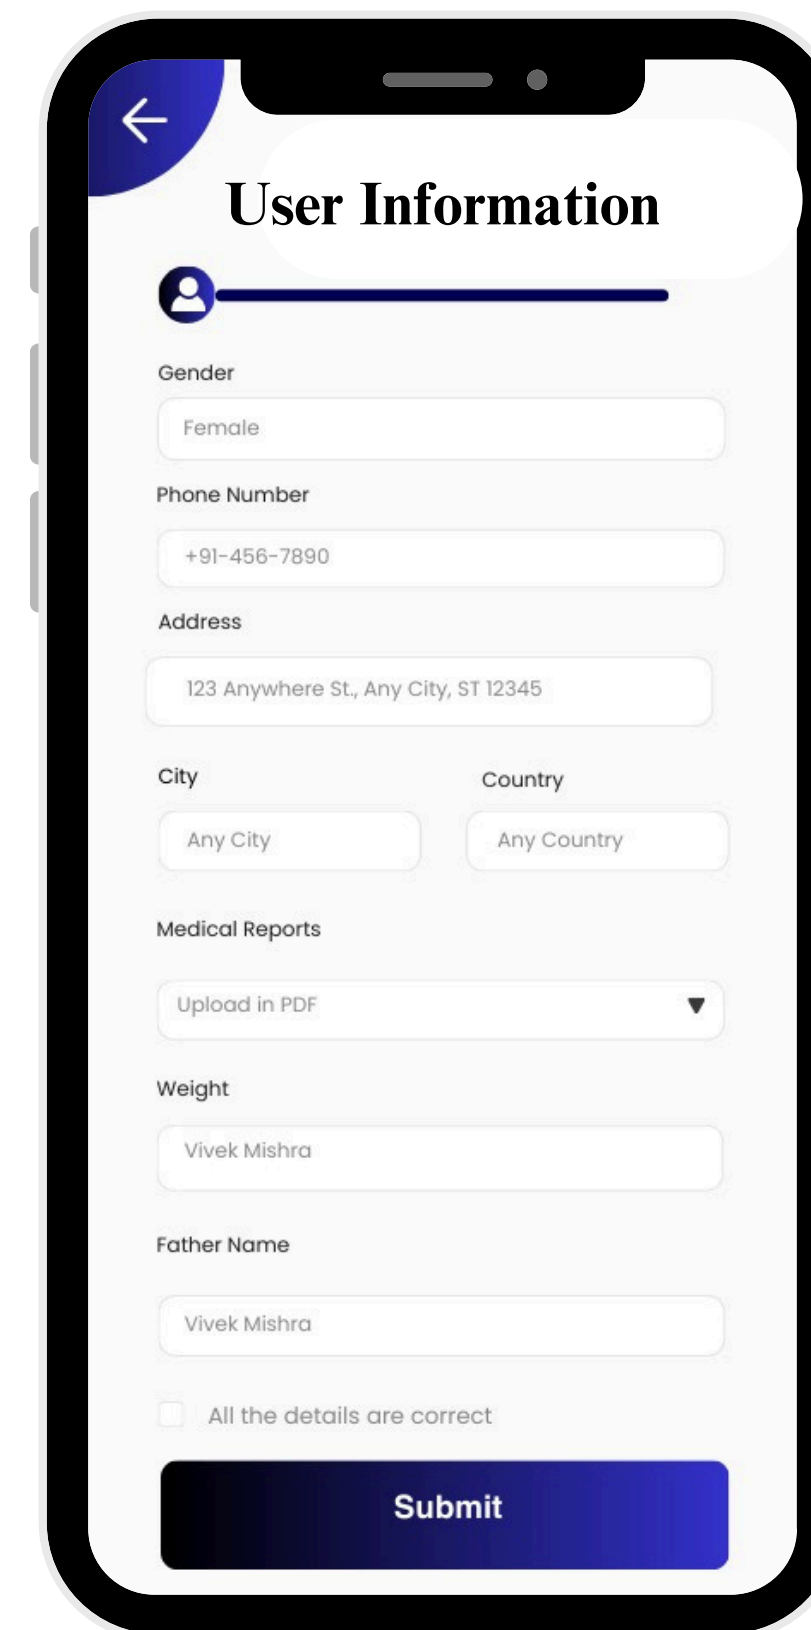 User Information
Gender
Female
Phone Number
+91-456-7890
Address
123 Anywhere St., Any City, ST 12345
City
Country
Any City
Any Country
Medical Reports
Upload in PDF
Weight
Vivek Mishra
Father Name
Vivek Mishra
All the details are correct
Submit